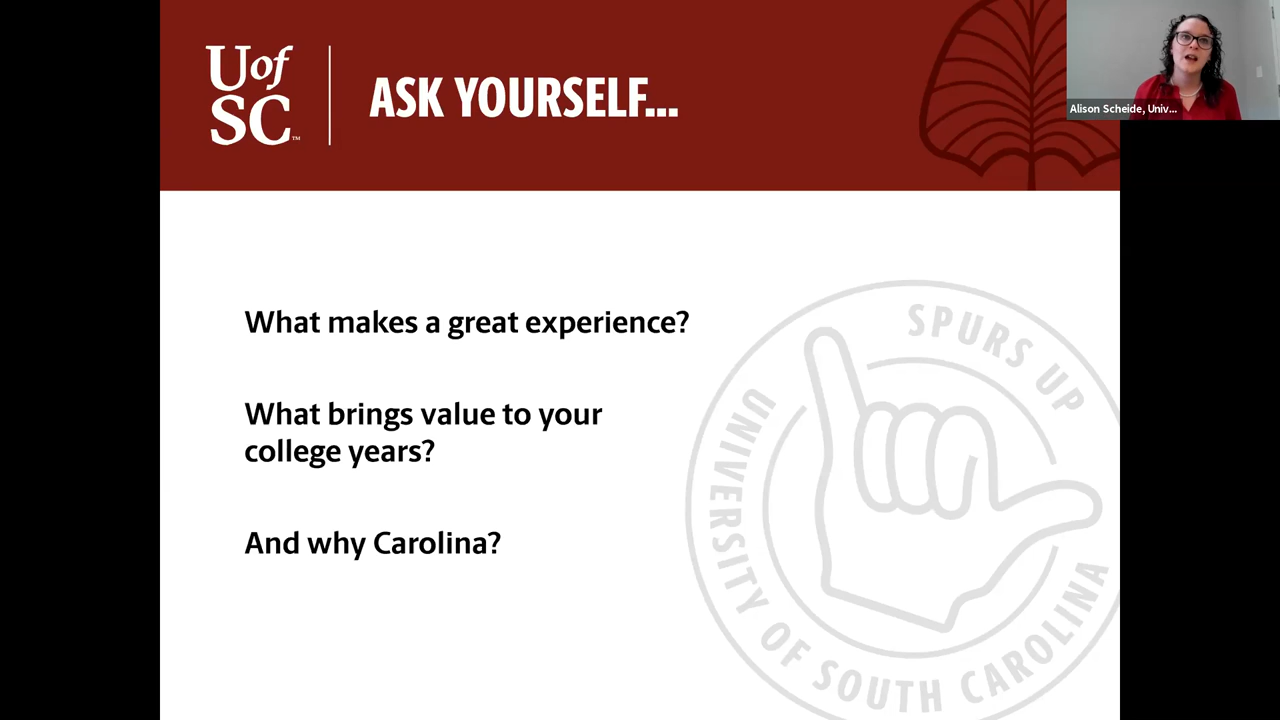 UofSC™
ASK YOURSELF...
Alison Scheide, Univ...
What makes a great experience?
What brings value to your
college years?
And why Carolina?
SPURS UP
UNIVERSITY OF SOUTH CAROLINA